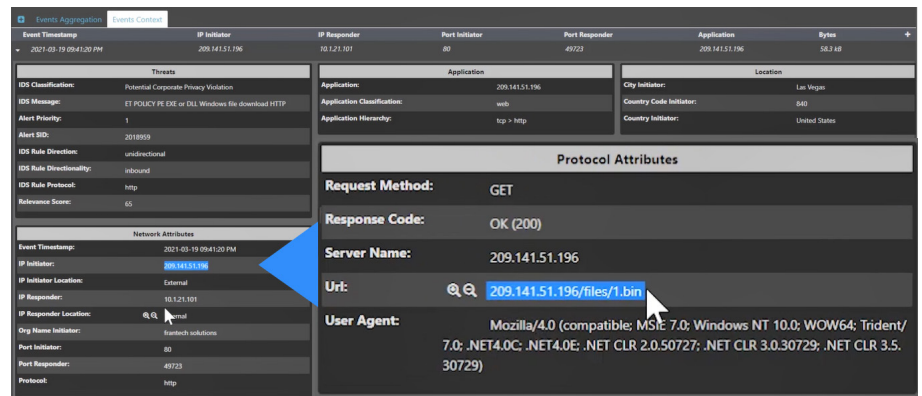 Events Aggregation Events Context
Event Timestamp IP Initiator IP Responder Port Initiator Port Responder Application Bytes +
2021-03-19 09:41:20 PM 209.141.51.196 10.1.21.101 80 49723 209.141.51.196 58.3 kB
Threats
IDS Classification: Potential Corporate Privacy Violation
IDS Message: ET POLICY PE EXE or DLL Windows file download HTTP
Alert Priority: 1
Alert SID: 2018959
IDS Rule Direction: unidirectional
IDS Rule Directionality: inbound
IDS Rule Protocol: http
Relevance Score: 65
Application
Application: 209.141.51.196
Application Classification: web
Application Hierarchy: tcp > http
Location
City Initiator: Las Vegas
Country Code Initiator: 840
Country Initiator: United States
Network Attributes
Event Timestamp: 2021-03-19 09:41:20 PM
IP Initiator: 209.141.51.196
IP Initiator Location: External
IP Responder: 10.1.21.101
IP Responder Location:
Org Name Initiator: frantech solutions
Port Initiator: 80
Port Responder: 49723
Protocol: http
Protocol Attributes
Request Method: GET
Response Code: OK (200)
Server Name: 209.141.51.196
Url: 209.141.51.196/files/1.bin
User Agent: Mozilla/4.0 (compatible; MSIE 7.0; Windows NT 10.0; WOW64; Trident/
7.0; .NET4.0C; .NET4.0E; .NET CLR 2.0.50727; .NET CLR 3.0.30729; .NET CLR 3.5.
30729)